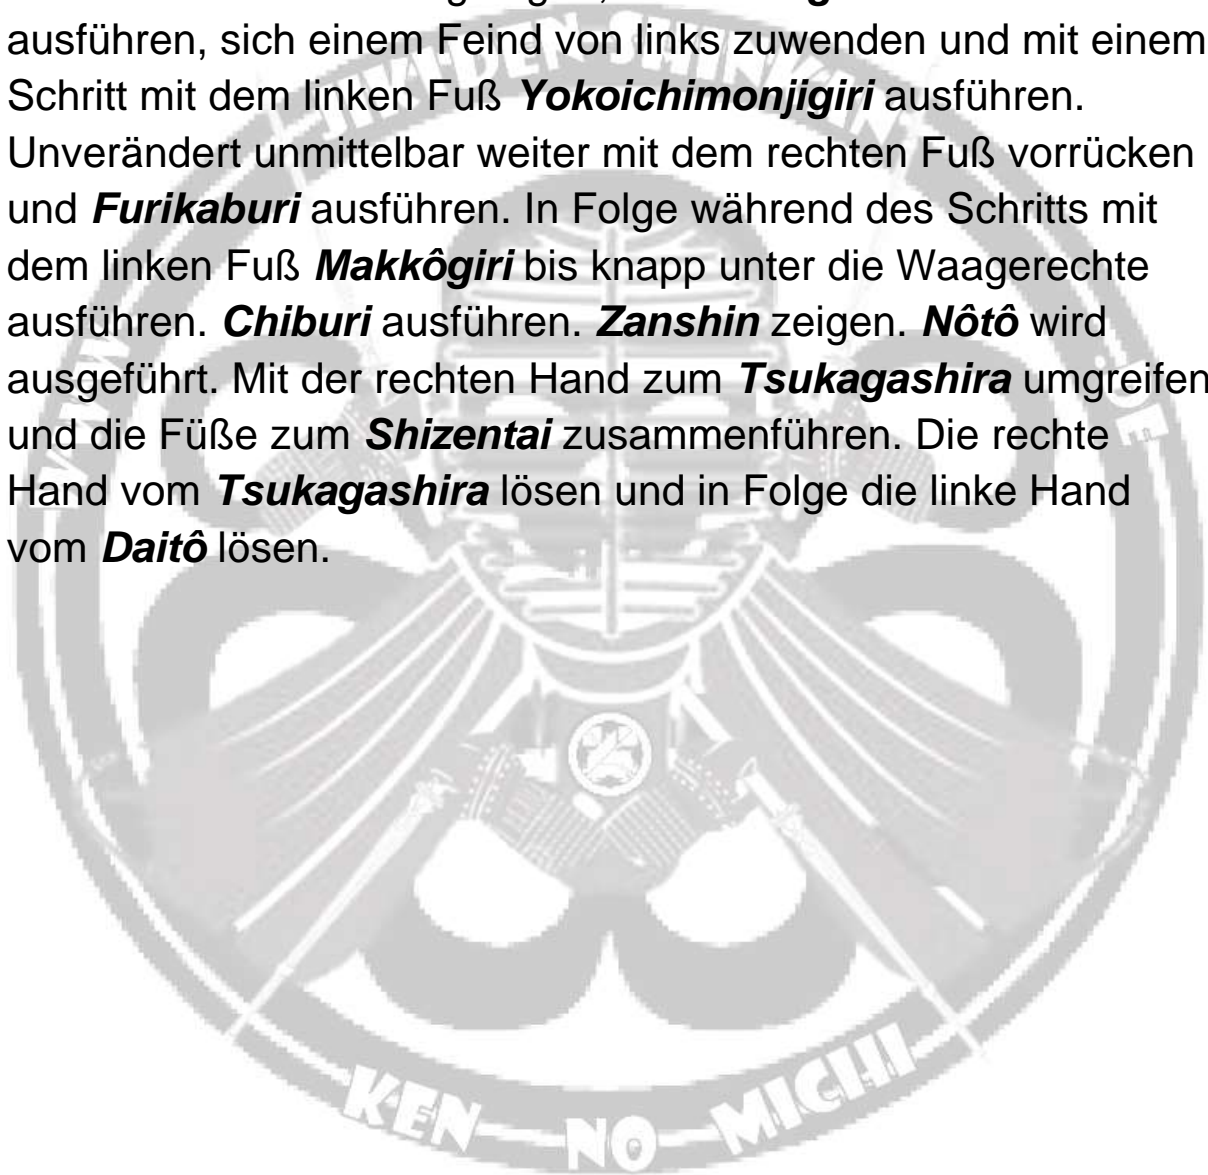 ausführen, sich einem Feind von links zuwenden und mit einem
Schritt mit dem linken Fuß Yokoichimonjigiri ausführen.
Unverändert unmittelbar weiter mit dem rechten Fuß vorrücken
und Furikaburi ausführen. In Folge während des Schritts mit
dem linken Fuß Makkôgiri bis knapp unter die Waagerechte
ausführen. Chiburi ausführen. Zanshin zeigen. Nôtô wird
ausgeführt. Mit der rechten Hand zum Tsukagashira umgreifen
und die Füße zum Shizentai zusammenführen. Die rechte
Hand vom Tsukagashira lösen und in Folge die linke Hand
vom Daitô lösen.
KEN NO MICHI